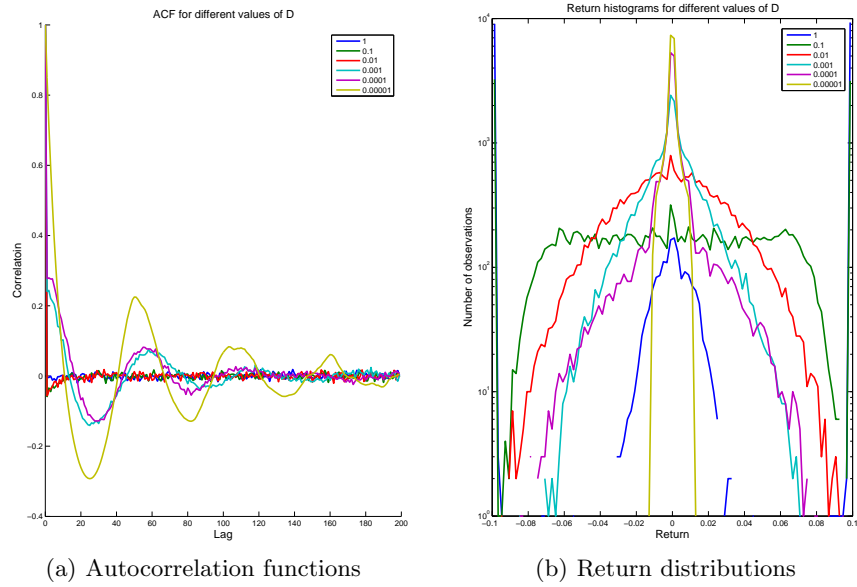 ACF for different values of D
1
0.1
0.01
0.001
0.0001
0.00001
1
0.8
0.6
0.4
0.2
0
−0.2
−0.4
Correlatoin
0 20 40 60 80 100 120 140 160 180 200
Lag
(a) Autocorrelation functions
Return histograms for different values of D
1
0.1
0.01
0.001
0.0001
0.00001
10^4
10^3
10^2
10^1
10^0
Number of observations
−0.1 −0.08 −0.06 −0.04 −0.02 0 0.02 0.04 0.06 0.08 0.1
Return
(b) Return distributions